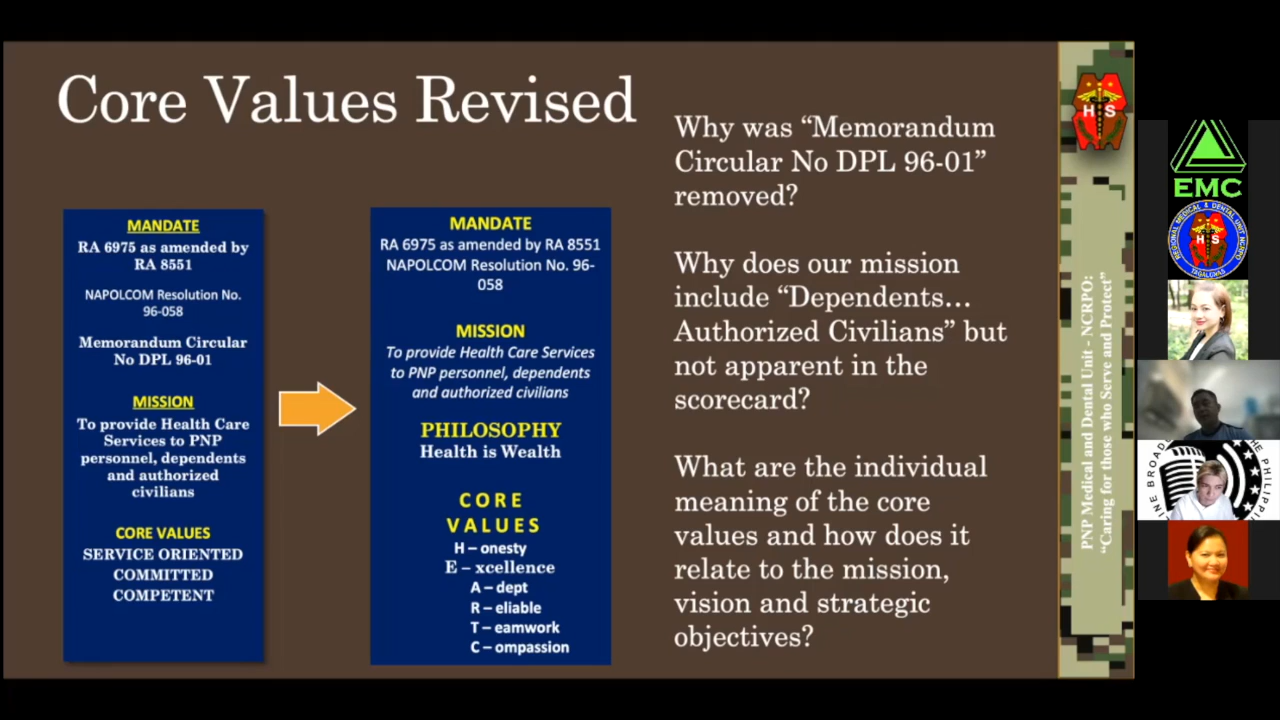 Core Values Revised
MANDATE
RA 6975 as amended by
RA 8551
NAPOLCOM Resolution No.
96-058
Memorandum Circular
No DPL 96-01
MISSION
To provide Health Care
Services to PNP
personnel, dependents
and authorized
civilians
CORE VALUES
SERVICE ORIENTED
COMMITTED
COMPETENT
MANDATE
RA 6975 as amended by RA 8551
NAPOLCOM Resolution No. 96-
058
MISSION
To provide Health Care Services
to PNP personnel, dependents
and authorized civilians
PHILOSOPHY
Health is Wealth
CORE
VALUES
H – onesty
E – xcellence
A – dept
R – eliable
T – eamwork
C – ompassion
Why was “Memorandum
Circular No DPL 96-01”
removed?
Why does our mission
include “Dependents…
Authorized Civilians” but
not apparent in the
scorecard?
What are the individual
meaning of the core
values and how does it
relate to the mission,
vision and strategic
objectives?
H S
PNP Medical and Dental Unit - NCRPO:
“Caring for those who Serve and Protect”
EMC
REGIONAL MEDICAL & DENTAL UNIT NCRPO
H S